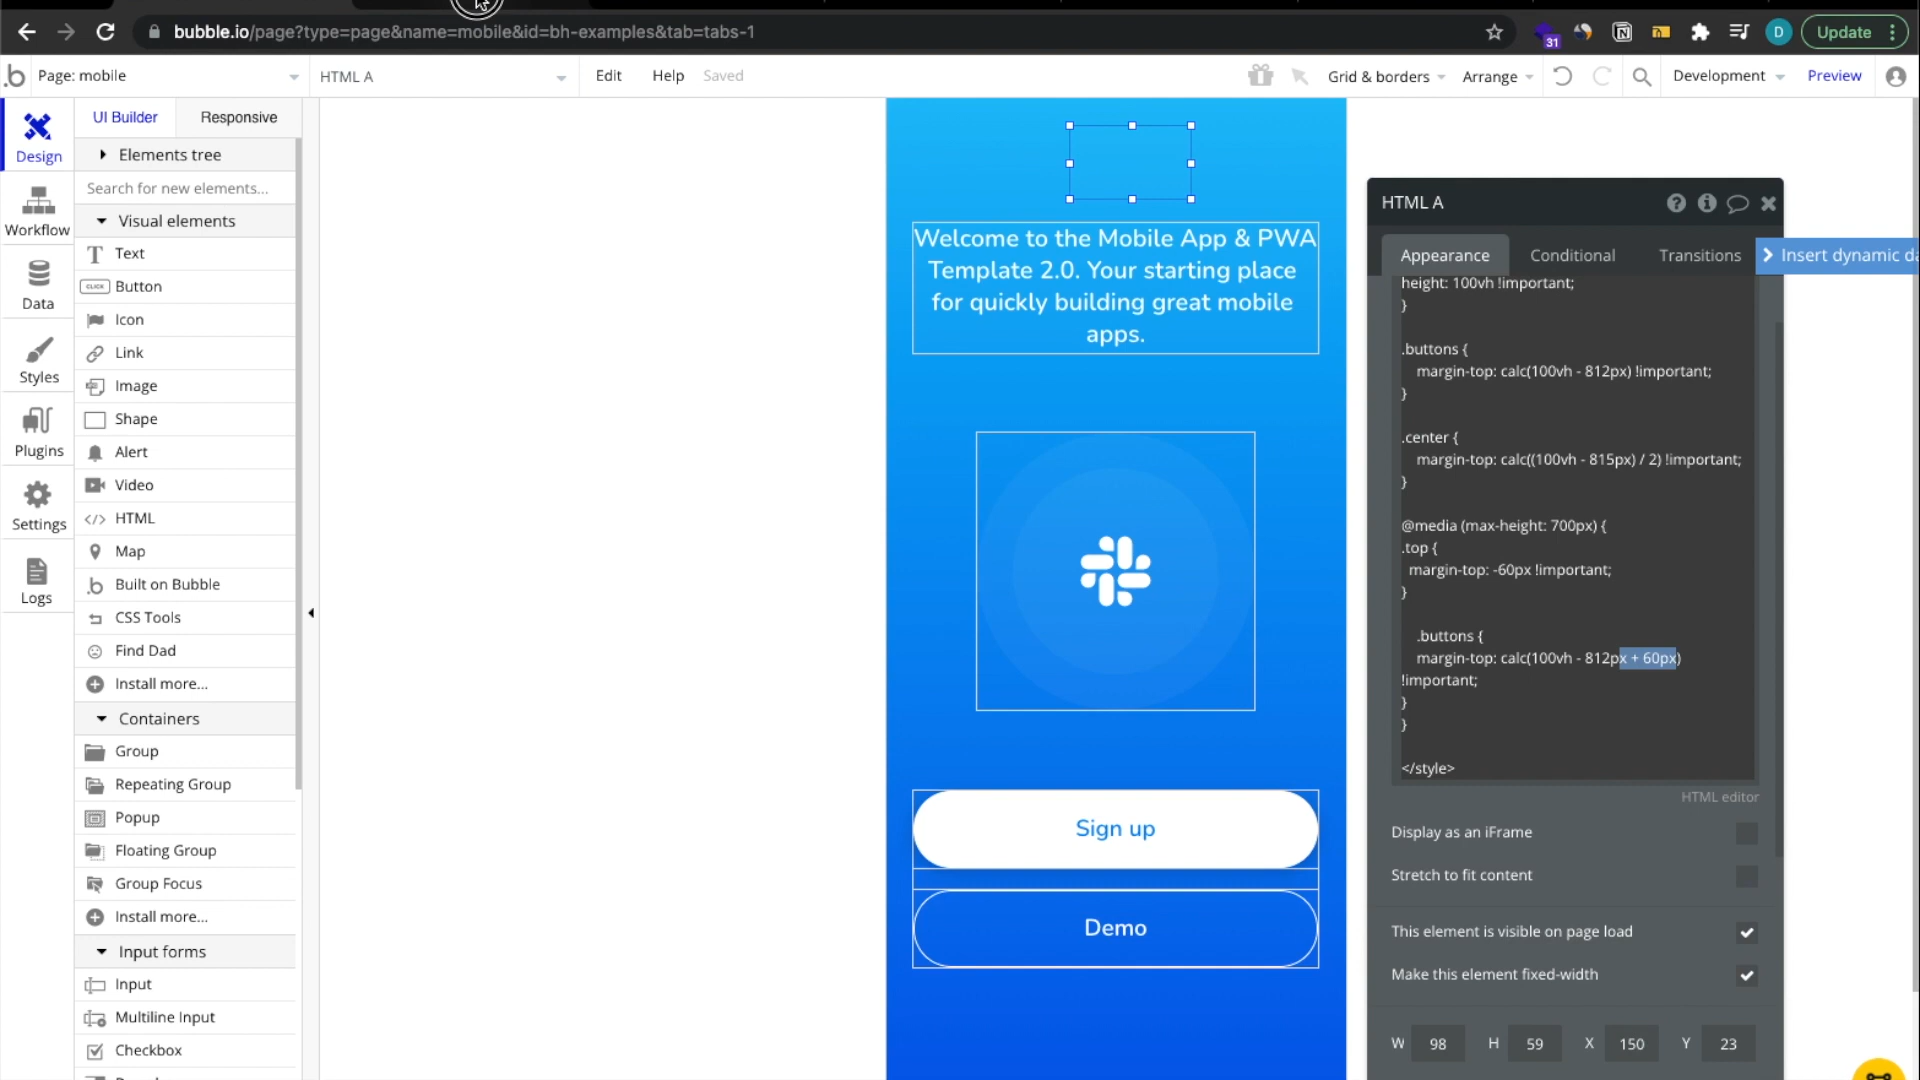 bubble.io/page?type=page&name=mobile&id=bh-examples&tab=tabs-1
31
D
Update
Page: mobile
HTML A
Edit
Help
Saved
Grid & borders
Arrange
Development
Preview
Design
Workflow
Data
Styles
Plugins
Settings
Logs
UI Builder
Responsive
Elements tree
Search for new elements...
Visual elements
Text
CLICK
Button
Icon
Link
Image
Shape
Alert
Video
HTML
Map
Built on Bubble
CSS Tools
Find Dad
Install more...
Containers
Group
Repeating Group
Popup
Floating Group
Group Focus
Install more...
Input forms
Input
Multiline Input
Checkbox
Welcome to the Mobile App & PWA
Template 2.0. Your starting place
for quickly building great mobile
apps.
Sign up
Demo
HTML A
Appearance
Conditional
Transitions
Insert dynamic da
height: 100vh !important;
}
.buttons {
margin-top: calc(100vh - 812px) !important;
}
.center {
margin-top: calc((100vh - 815px) / 2) !important;
}
@media (max-height: 700px) {
.top {
margin-top: -60px !important;
}
.buttons {
margin-top: calc(100vh - 812px + 60px)
!important;
}
}
</style>
HTML editor
Display as an iFrame
Stretch to fit content
This element is visible on page load
Make this element fixed-width
W 98 H 59 X 150 Y 23